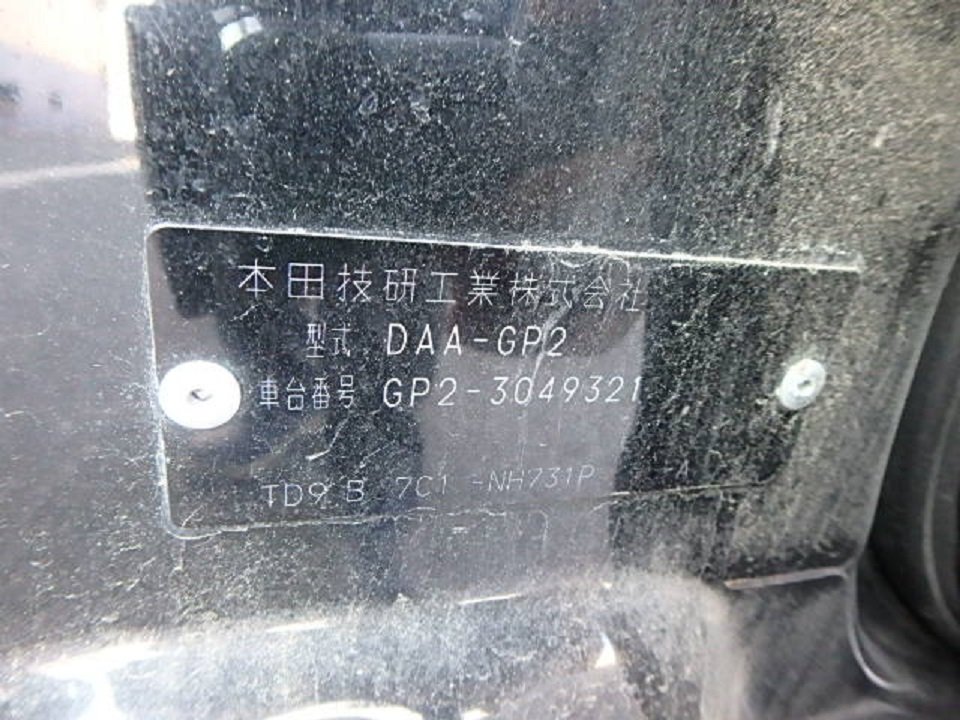 本田技研工業株式会社
型式 DAA-GP2
車台番号 GP2-3049321
TD9 B 7C1 -NH731P -A